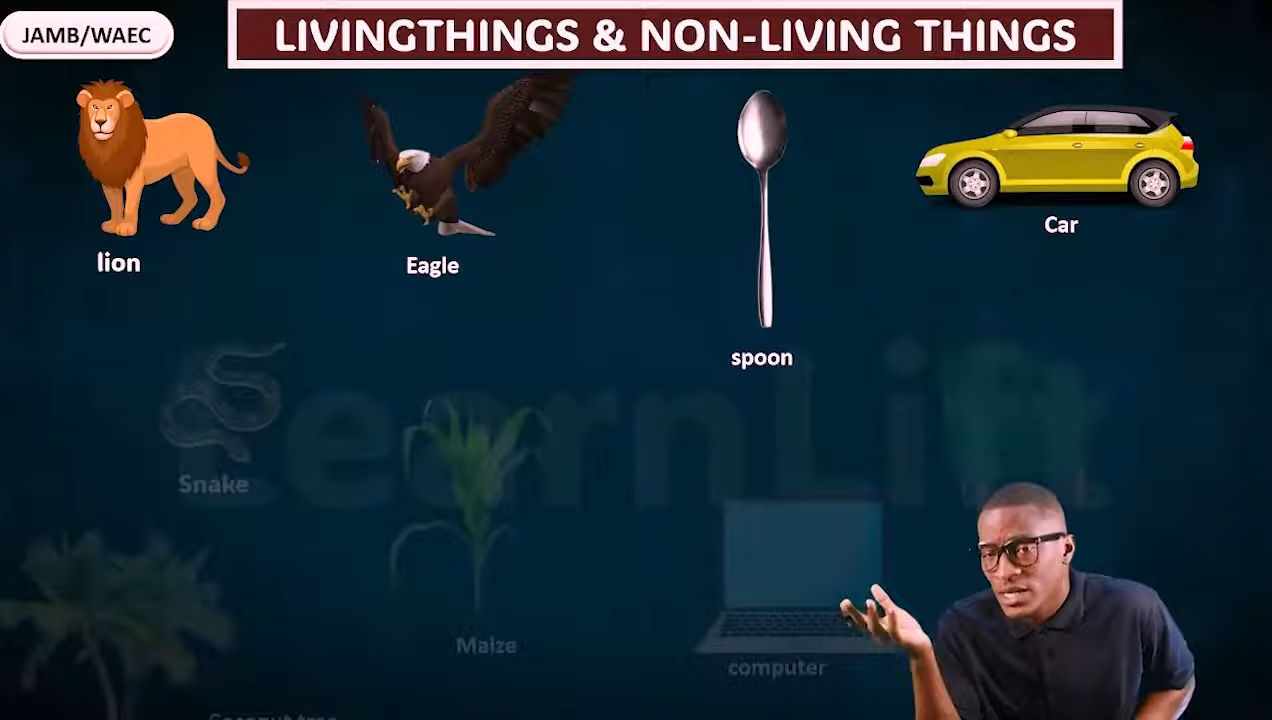 JAMB/WAEC
LIVINGTHINGS & NON-LIVING THINGS
lion
Eagle
Car
spoon
Snake
Maize
computer